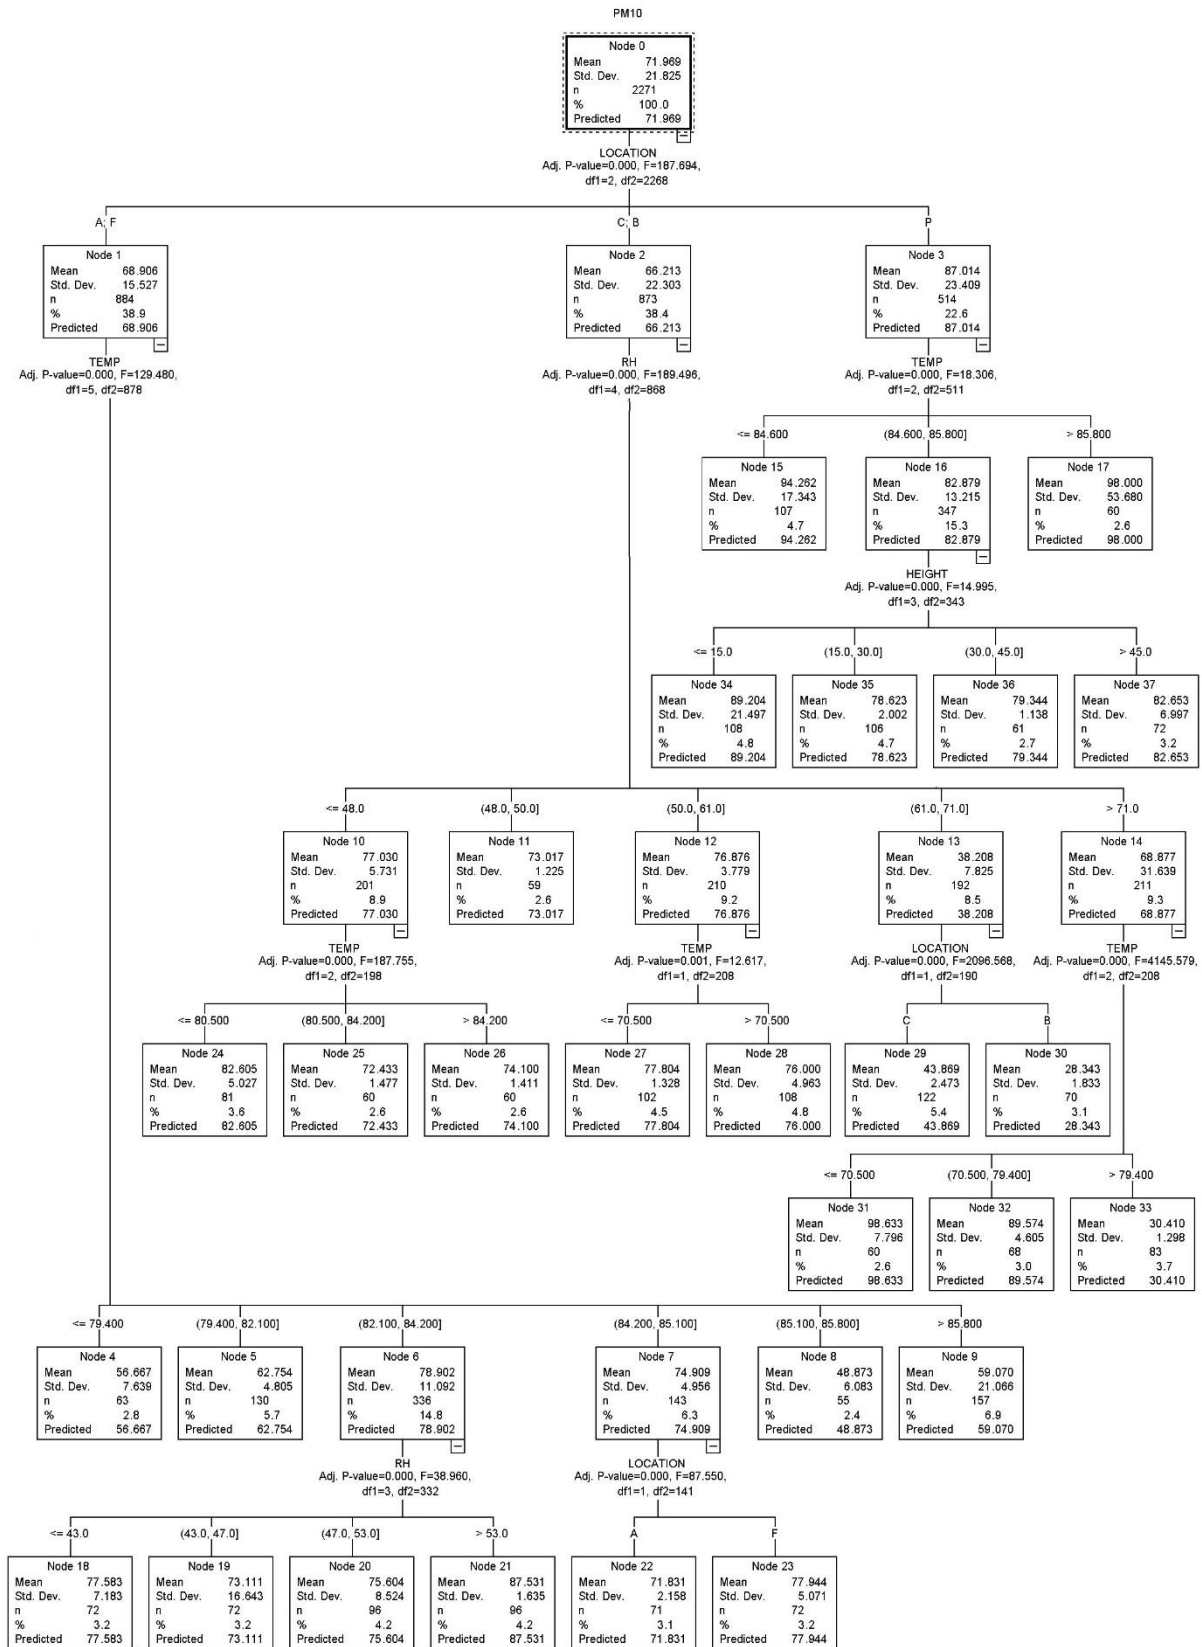 PM10
Node 0
Mean 71.969
Std. Dev. 21.825
n 2271
% 100.0
Predicted 71.969
LOCATION
Adj. P-value=0.000, F=187.694,
df1=2, df2=2268
A; F
C; B
P
Node 1
Mean 68.906
Std. Dev. 15.527
n 884
% 38.9
Predicted 68.906
Node 2
Mean 66.213
Std. Dev. 22.303
n 873
% 38.4
Predicted 66.213
Node 3
Mean 87.014
Std. Dev. 23.409
n 514
% 22.6
Predicted 87.014
TEMP
Adj. P-value=0.000, F=129.480,
df1=5, df2=878
RH
Adj. P-value=0.000, F=189.496,
df1=4, df2=868
TEMP
Adj. P-value=0.000, F=18.306,
df1=2, df2=511
<= 84.600
(84.600, 85.800]
> 85.800
Node 15
Mean 94.262
Std. Dev. 17.343
n 107
% 4.7
Predicted 94.262
Node 16
Mean 82.879
Std. Dev. 13.215
n 347
% 15.3
Predicted 82.879
Node 17
Mean 98.000
Std. Dev. 53.680
n 60
% 2.6
Predicted 98.000
HEIGHT
Adj. P-value=0.000, F=14.995,
df1=3, df2=343
<= 15.0
(15.0, 30.0]
(30.0, 45.0]
> 45.0
Node 34
Mean 89.204
Std. Dev. 21.497
n 108
% 4.8
Predicted 89.204
Node 35
Mean 78.623
Std. Dev. 2.002
n 106
% 4.7
Predicted 78.623
Node 36
Mean 79.344
Std. Dev. 1.138
n 61
% 2.7
Predicted 79.344
Node 37
Mean 82.653
Std. Dev. 6.997
n 72
% 3.2
Predicted 82.653
<= 48.0
(48.0, 50.0]
(50.0, 61.0]
(61.0, 71.0]
> 71.0
Node 10
Mean 77.030
Std. Dev. 5.731
n 201
% 8.9
Predicted 77.030
Node 11
Mean 73.017
Std. Dev. 1.225
n 59
% 2.6
Predicted 73.017
Node 12
Mean 76.876
Std. Dev. 3.779
n 210
% 9.2
Predicted 76.876
Node 13
Mean 38.208
Std. Dev. 7.825
n 192
% 8.5
Predicted 38.208
Node 14
Mean 68.877
Std. Dev. 31.639
n 211
% 9.3
Predicted 68.877
TEMP
Adj. P-value=0.000, F=187.755,
df1=2, df2=198
TEMP
Adj. P-value=0.001, F=12.617,
df1=1, df2=208
LOCATION
Adj. P-value=0.000, F=2096.568,
df1=1, df2=190
TEMP
Adj. P-value=0.000, F=4145.579,
df1=2, df2=208
<= 80.500
(80.500, 84.200]
> 84.200
<= 70.500
> 70.500
C
B
Node 24
Mean 82.605
Std. Dev. 5.027
n 81
% 3.6
Predicted 82.605
Node 25
Mean 72.433
Std. Dev. 1.477
n 60
% 2.6
Predicted 72.433
Node 26
Mean 74.100
Std. Dev. 1.411
n 60
% 2.6
Predicted 74.100
Node 27
Mean 77.804
Std. Dev. 1.328
n 102
% 4.5
Predicted 77.804
Node 28
Mean 76.000
Std. Dev. 4.963
n 108
% 4.8
Predicted 76.000
Node 29
Mean 43.869
Std. Dev. 2.473
n 122
% 5.4
Predicted 43.869
Node 30
Mean 28.343
Std. Dev. 1.833
n 70
% 3.1
Predicted 28.343
<= 70.500
(70.500, 79.400]
> 79.400
Node 31
Mean 98.633
Std. Dev. 7.796
n 60
% 2.6
Predicted 98.633
Node 32
Mean 89.574
Std. Dev. 4.605
n 68
% 3.0
Predicted 89.574
Node 33
Mean 30.410
Std. Dev. 1.298
n 83
% 3.7
Predicted 30.410
<= 79.400
(79.400, 82.100]
(82.100, 84.200]
(84.200, 85.100]
(85.100, 85.800]
> 85.800
Node 4
Mean 56.667
Std. Dev. 7.639
n 63
% 2.8
Predicted 56.667
Node 5
Mean 62.754
Std. Dev. 4.805
n 130
% 5.7
Predicted 62.754
Node 6
Mean 78.902
Std. Dev. 11.092
n 336
% 14.8
Predicted 78.902
Node 7
Mean 74.909
Std. Dev. 4.956
n 143
% 6.3
Predicted 74.909
Node 8
Mean 48.873
Std. Dev. 6.083
n 55
% 2.4
Predicted 48.873
Node 9
Mean 59.070
Std. Dev. 21.066
n 157
% 6.9
Predicted 59.070
RH
Adj. P-value=0.000, F=38.960,
df1=3, df2=332
LOCATION
Adj. P-value=0.000, F=87.550,
df1=1, df2=141
<= 43.0
(43.0, 47.0]
(47.0, 53.0]
> 53.0
A
F
Node 18
Mean 77.583
Std. Dev. 7.183
n 72
% 3.2
Predicted 77.583
Node 19
Mean 73.111
Std. Dev. 16.643
n 72
% 3.2
Predicted 73.111
Node 20
Mean 75.604
Std. Dev. 8.524
n 96
% 4.2
Predicted 75.604
Node 21
Mean 87.531
Std. Dev. 1.635
n 96
% 4.2
Predicted 87.531
Node 22
Mean 71.831
Std. Dev. 2.158
n 71
% 3.1
Predicted 71.831
Node 23
Mean 77.944
Std. Dev. 5.071
n 72
% 3.2
Predicted 77.944